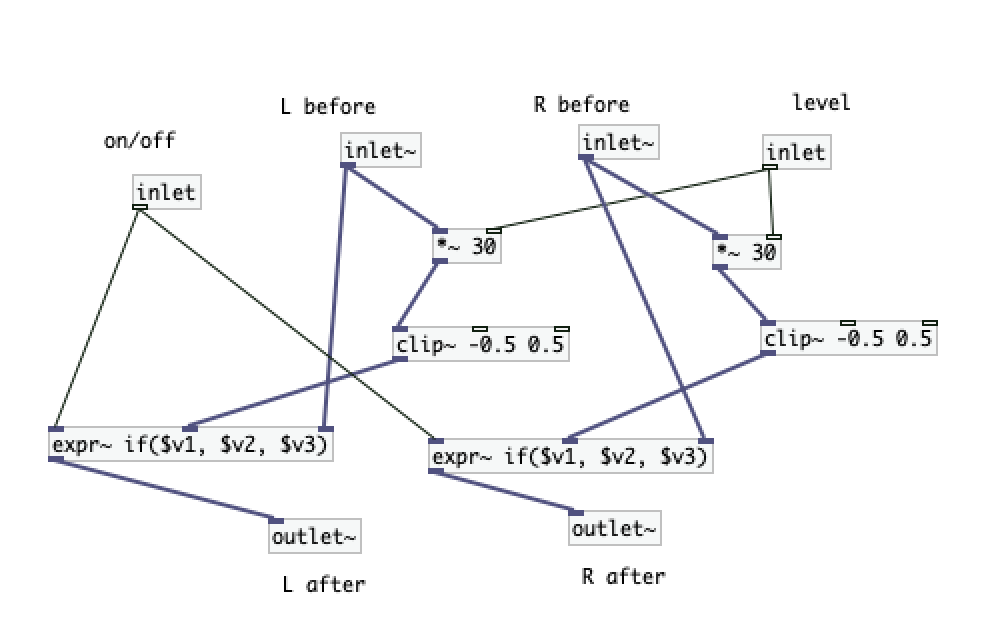 L before
R before
level
on/off
inlet~
inlet~
inlet
inlet
*~ 30
*~ 30
clip~ -0.5 0.5
clip~ -0.5 0.5
expr~ if($v1, $v2, $v3)
expr~ if($v1, $v2, $v3)
outlet~
outlet~
L after
R after